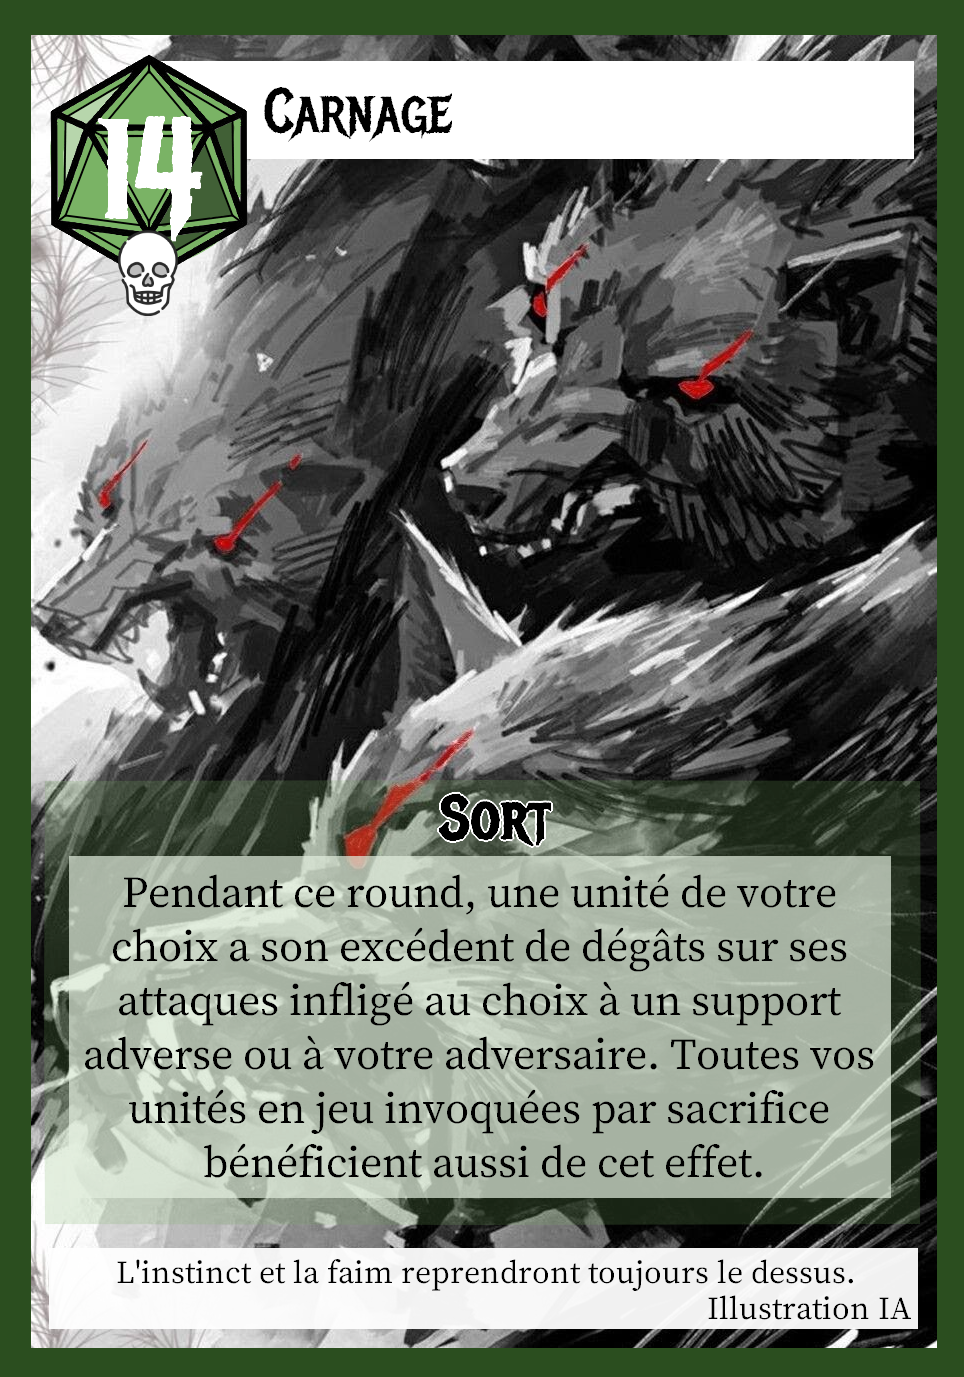 14
Carnage
Sort
Pendant ce round, une unité de votre
choix a son excédent de dégâts sur ses
attaques infligé au choix à un support
adverse ou à votre adversaire. Toutes vos
unités en jeu invoquées par sacrifice
bénéficient aussi de cet effet.
L'instinct et la faim reprendront toujours le dessus.
Illustration IA